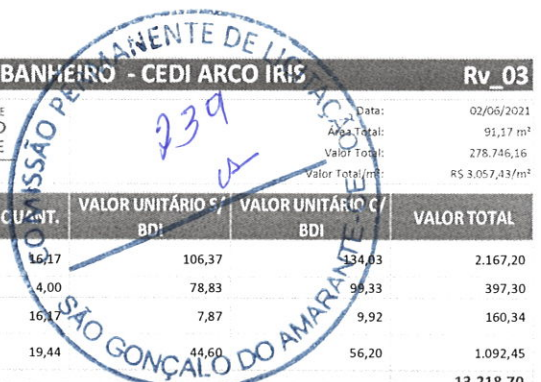 BANHEIRO - CEDI ARCO IRIS Rv_03
Data: 02/06/2021
Área Total: 91,17 m²
Valor Total: 278.746,16
Valor Total/m²: R$ 3.057,43/m²
QUANT. VALOR UNITÁRIO S/ BDI VALOR UNITÁRIO C/ BDI VALOR TOTAL
16,17 106,37 134,03 2.167,20
4,00 78,83 99,33 397,30
16,17 7,87 9,92 160,34
19,44 44,60 56,20 1.092,45
13.218,70
COMISSÃO PERMANENTE DE LICITAÇÃO
SÃO GONÇALO DO AMARANTE-
239